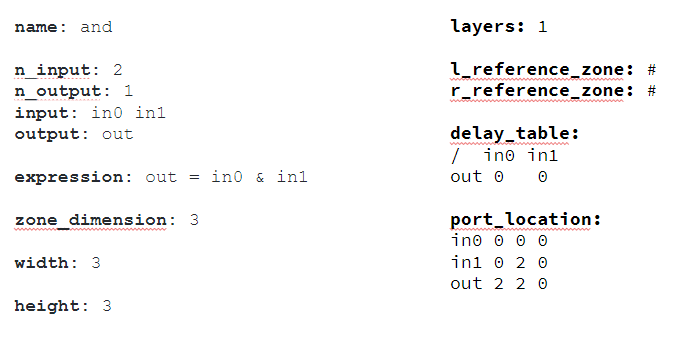 name: and
n_input: 2
n_output: 1
input: in0 in1
output: out
expression: out = in0 & in1
zone_dimension: 3
width: 3
height: 3
layers: 1
l_reference_zone: #
r_reference_zone: #
delay_table:
/  in0 in1
out 0   0
port_location:
in0 0 0 0
in1 0 2 0
out 2 2 0